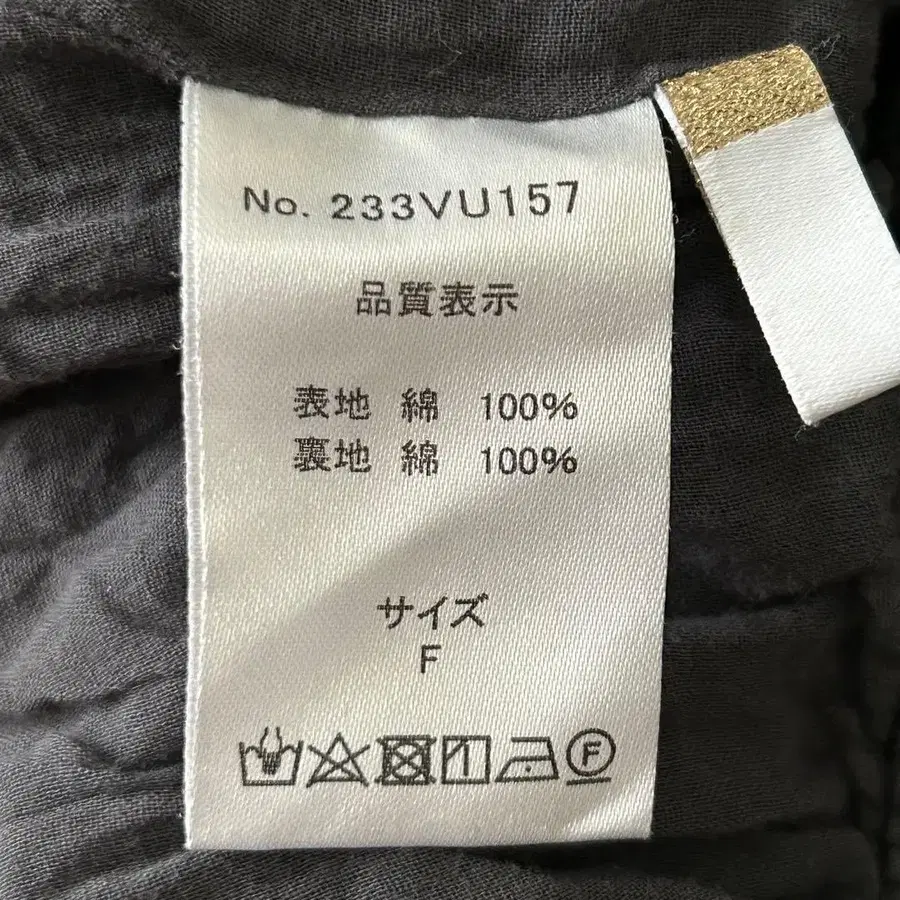 No. 233VU157
品質表示
表地 綿 100%
裏地 綿 100%
サイズ
F
F